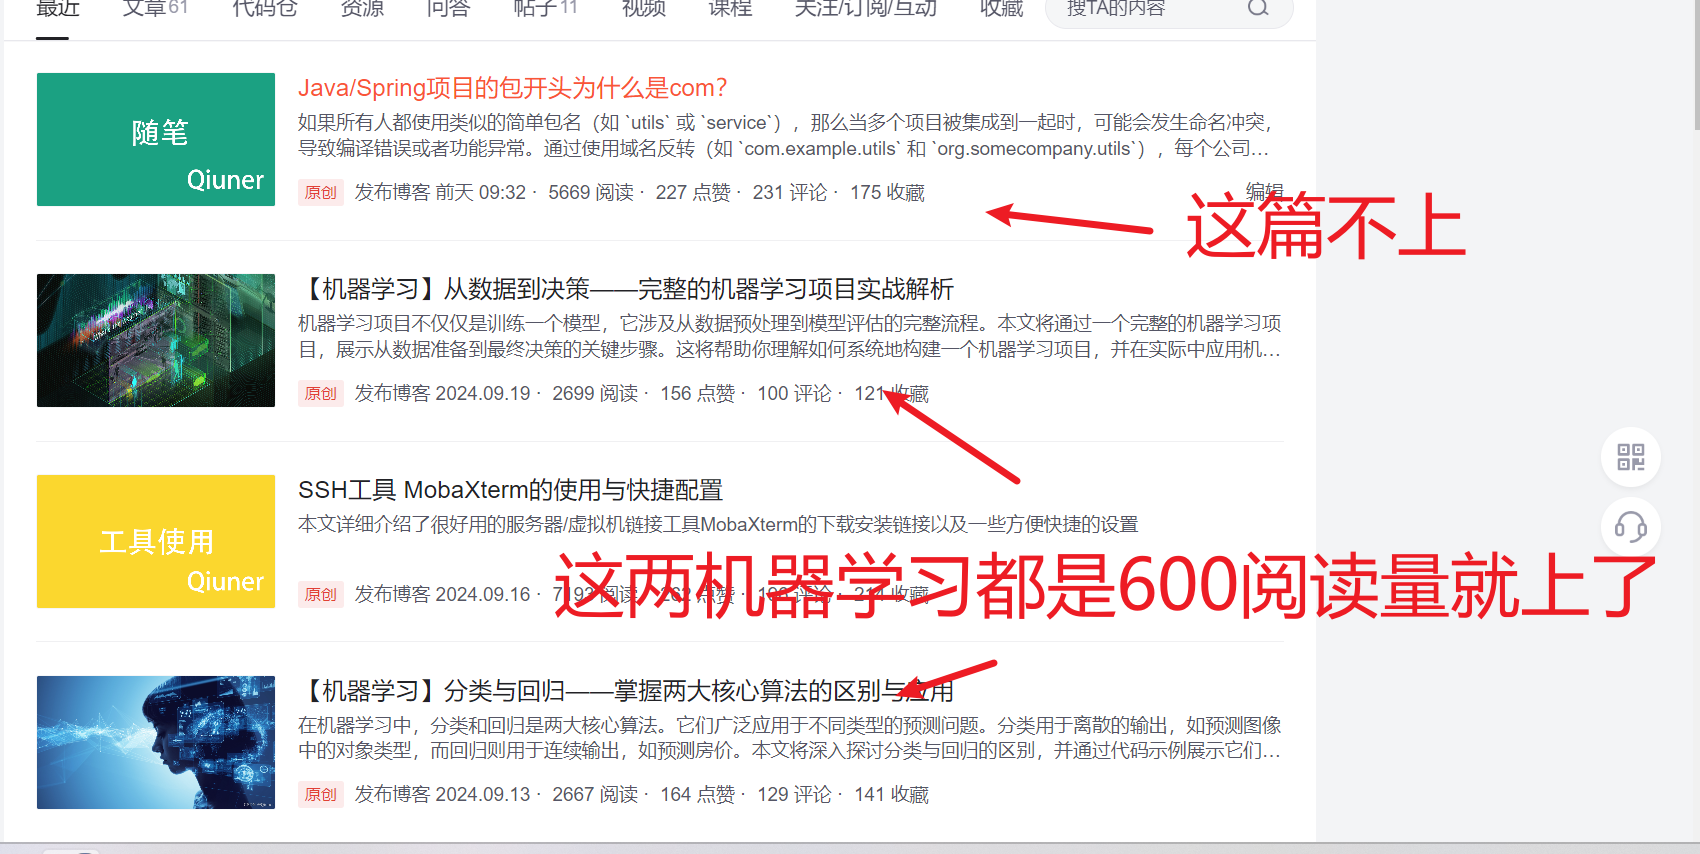 最近 文章61 代码仓 资源 问答 帖子11 视频 课程 关注/订阅/互动 收藏 搜TA的内容
随笔
Qiuner
Java/Spring项目的包开头为什么是com？
如果所有人都使用类似的简单包名（如 `utils` 或 `service`），那么当多个项目被集成到一起时，可能会发生命名冲突，
导致编译错误或者功能异常。通过使用域名反转（如 `com.example.utils` 和 `org.somecompany.utils`），每个公司…
原创 发布博客 前天 09:32 · 5669 阅读 · 227 点赞 · 231 评论 · 175 收藏 编辑
这篇不上
【机器学习】从数据到决策——完整的机器学习项目实战解析
机器学习项目不仅仅是训练一个模型，它涉及从数据预处理到模型评估的完整流程。本文将通过一个完整的机器学习项
目，展示从数据准备到最终决策的关键步骤。这将帮助你理解如何系统地构建一个机器学习项目，并在实际中应用机…
原创 发布博客 2024.09.19 · 2699 阅读 · 156 点赞 · 100 评论 · 121 收藏
工具使用
Qiuner
SSH工具 MobaXterm的使用与快捷配置
本文详细介绍了很好用的服务器/虚拟机链接工具MobaXterm的下载安装链接以及一些方便快捷的设置
这两机器学习都是600阅读量就上了
原创 发布博客 2024.09.16 · 阅读 · 点赞 · 评论 · 收藏
【机器学习】分类与回归——掌握两大核心算法的区别与应用
在机器学习中，分类和回归是两大核心算法。它们广泛应用于不同类型的预测问题。分类用于离散的输出，如预测图像
中的对象类型，而回归则用于连续输出，如预测房价。本文将深入探讨分类与回归的区别，并通过代码示例展示它们…
原创 发布博客 2024.09.13 · 2667 阅读 · 164 点赞 · 129 评论 · 141 收藏